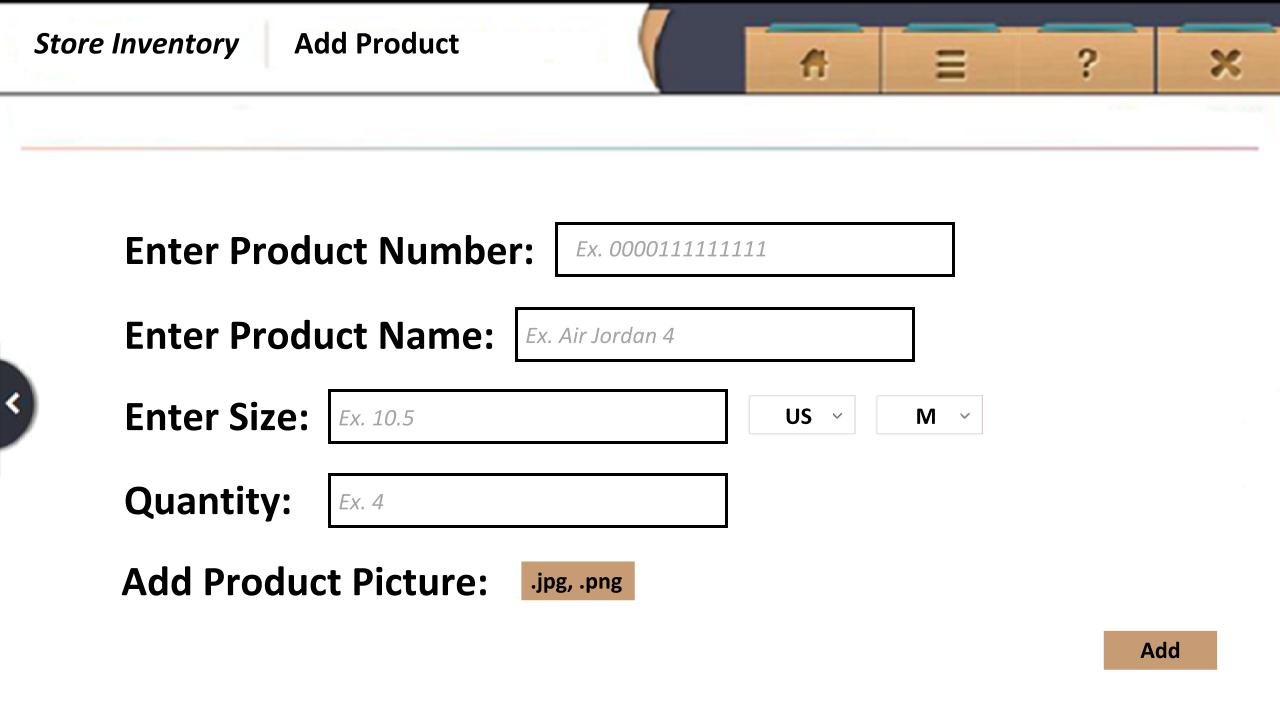 Store Inventory Add Product
?
Enter Product Number: Ex. 0000111111111
Enter Product Name: Ex. Air Jordan 4
Enter Size: Ex. 10.5 US M
Quantity: Ex. 4
Add Product Picture: .jpg, .png
Add